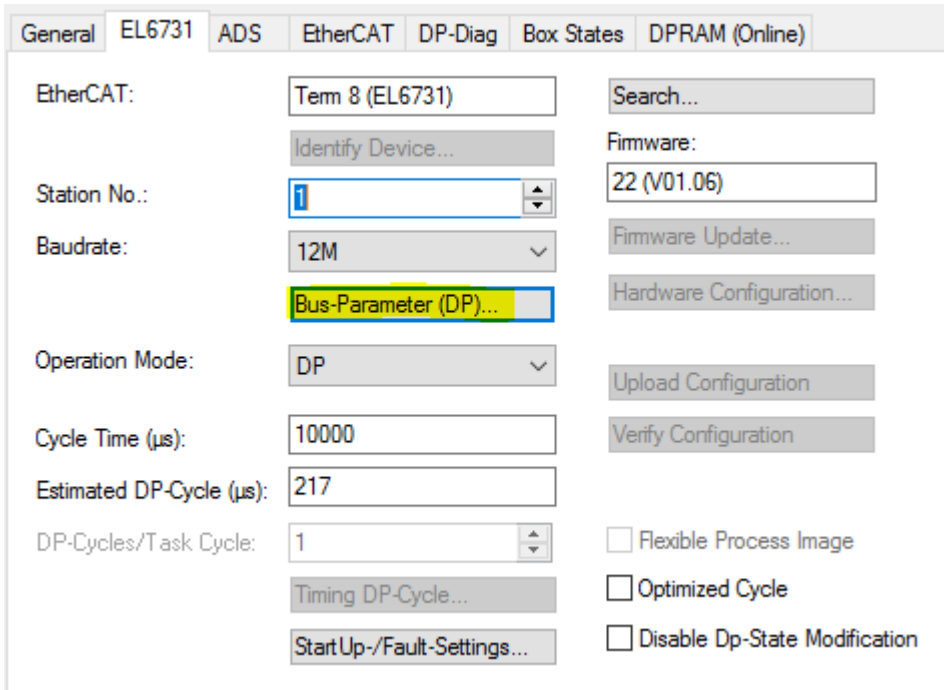 General EL6731 ADS EtherCAT DP-Diag Box States DPRAM (Online)
EtherCAT: Term 8 (EL6731) Search...
Identify Device... Firmware:
Station No.: 1 22 (V01.06)
Baudrate: 12M Firmware Update...
Bus-Parameter (DP)... Hardware Configuration...
Operation Mode: DP Upload Configuration
Cycle Time (µs): 10000 Verify Configuration
Estimated DP-Cycle (µs): 217
DP-Cycles/Task Cycle: 1 Flexible Process Image
Timing DP-Cycle... Optimized Cycle
StartUp-/Fault-Settings... Disable Dp-State Modification